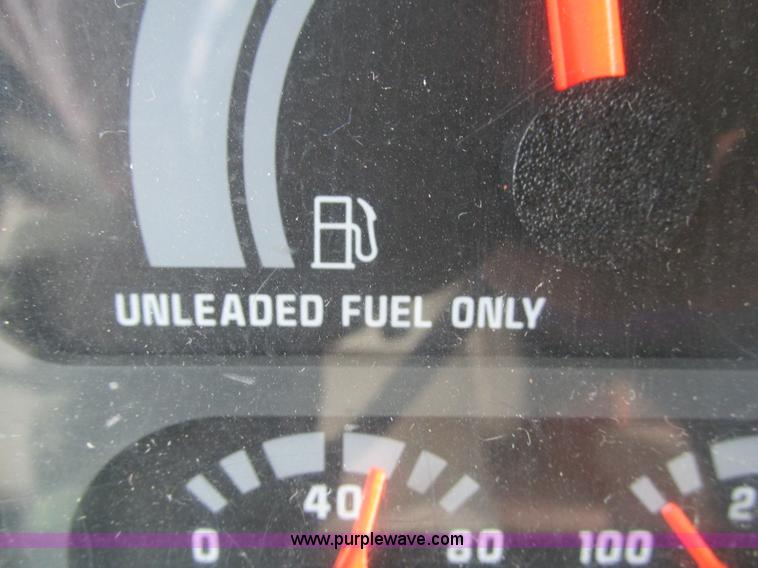 UNLEADED FUEL ONLY
40
0 80 100
www.purplewave.com